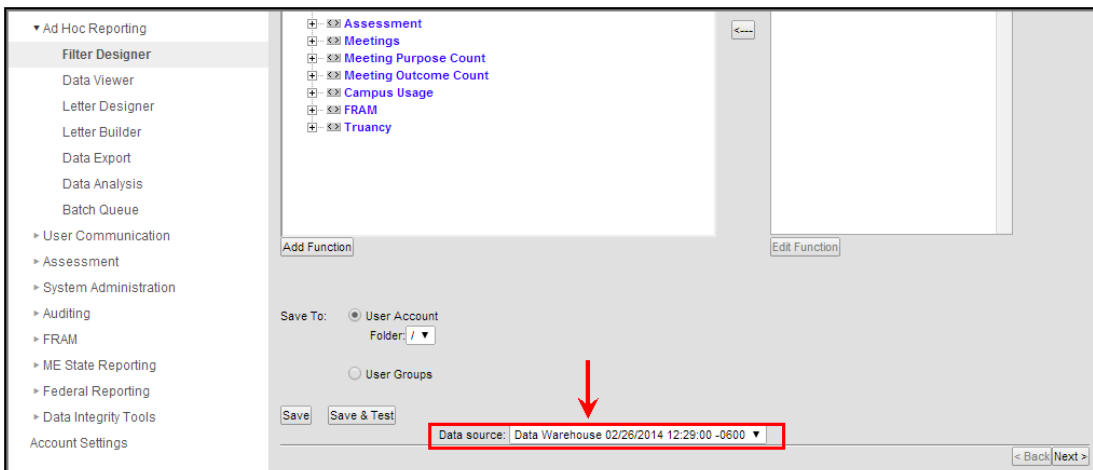 ▾ Ad Hoc Reporting
Filter Designer
Data Viewer
Letter Designer
Letter Builder
Data Export
Data Analysis
Batch Queue
▸ User Communication
▸ Assessment
▸ System Administration
▸ Auditing
▸ FRAM
▸ ME State Reporting
▸ Federal Reporting
▸ Data Integrity Tools
Account Settings
Assessment
Meetings
Meeting Purpose Count
Meeting Outcome Count
Campus Usage
FRAM
Truancy
<---
Add Function
Edit Function
Save To: User Account
Folder: / ▼
User Groups
Save Save & Test
Data source: Data Warehouse 02/26/2014 12:29:00 -0600 ▼
< Back Next >